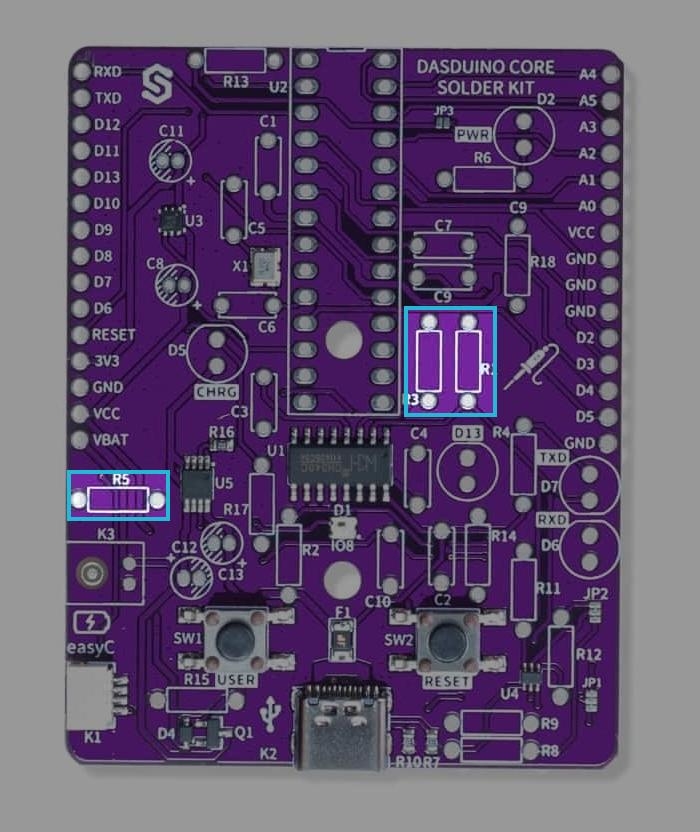 RXD
R13
U2
DASDUINO CORE
SOLDER KIT
A4
TXD
JP3
D2
A5
D12
C11
C1
PWR
A3
D11
R6
A2
D13
A1
D10
U3
C5
C9
A0
D9
C7
VCC
D8
C8
X1
R18
GND
D7
C9
GND
D6
C6
GND
RESET
D5
D2
3V3
D3
GND
CHRG
R3
D4
VCC
C3
D5
VBAT
R16
U1
C4
D13
R4
GND
TXD
R5
U5
CH340C
D7
R17
D1
RXD
K3
C12
C13
R2
IO8
R14
D6
C10
C2
R11
JP2
F1
easyC
SW1
SW2
R12
USER
RESET
R15
U4
JP1
K1
D4
Q1
K2
R10
R7
R9
R8